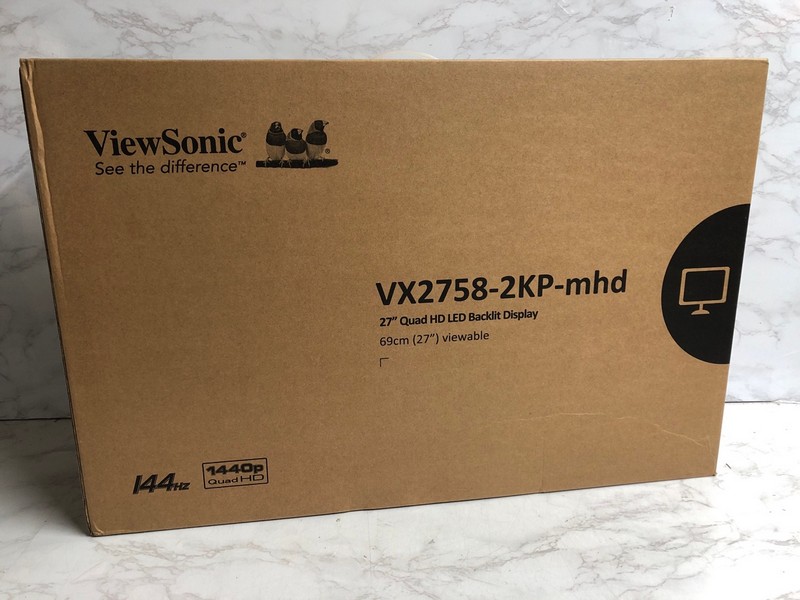 ViewSonic®
See the difference™
®
VX2758-2KP-mhd
27” Quad HD LED Backlit Display
69cm (27”) viewable
144Hz
1440p
Quad HD